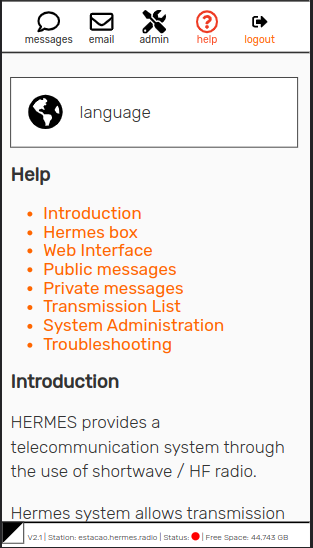 messages email admin help logout
language
Help
Introduction
Hermes box
Web Interface
Public messages
Private messages
Transmission List
System Administration
Troubleshooting
Introduction
HERMES provides a
telecommunication system through
the use of shortwave / HF radio.
Hermes system allows transmission
V2.1 | Station: estacao.hermes.radio | Status: | Free Space: 44.743 GB